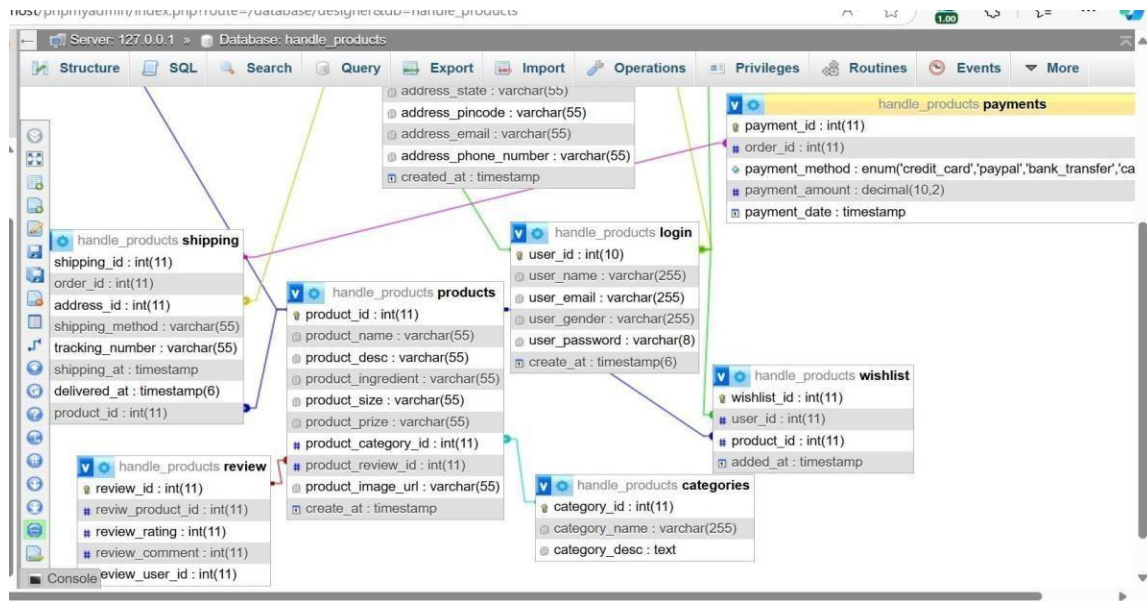 host/phpmyadmin/index.php?route=/database/designer&db=handle_products
1.00
Server: 127.0.0.1 » Database: handle_products
Structure SQL Search Query Export Import Operations Privileges Routines Events More
address_state : varchar(55)
address_pincode : varchar(55)
address_email : varchar(55)
address_phone_number : varchar(55)
created_at : timestamp
handle_products payments
payment_id : int(11)
order_id : int(11)
payment_method : enum('credit_card','paypal','bank_transfer','ca
payment_amount : decimal(10,2)
payment_date : timestamp
handle_products shipping
shipping_id : int(11)
order_id : int(11)
address_id : int(11)
shipping_method : varchar(55)
tracking_number : varchar(55)
shipping_at : timestamp
delivered_at : timestamp(6)
product_id : int(11)
V handle_products login
user_id : int(10)
user_name : varchar(255)
user_email : varchar(255)
user_gender : varchar(255)
user_password : varchar(8)
create_at : timestamp(6)
V handle_products products
product_id : int(11)
product_name : varchar(55)
product_desc : varchar(55)
product_ingredient : varchar(55)
product_size : varchar(55)
product_prize : varchar(55)
product_category_id : int(11)
product_review_id : int(11)
product_image_url : varchar(55)
create_at : timestamp
V handle_products wishlist
wishlist_id : int(11)
user_id : int(11)
product_id : int(11)
added_at : timestamp
V handle_products review
review_id : int(11)
reviw_product_id : int(11)
review_rating : int(11)
review_comment : int(11)
eview_user_id : int(11)
V handle_products categories
category_id : int(11)
category_name : varchar(255)
category_desc : text
Console